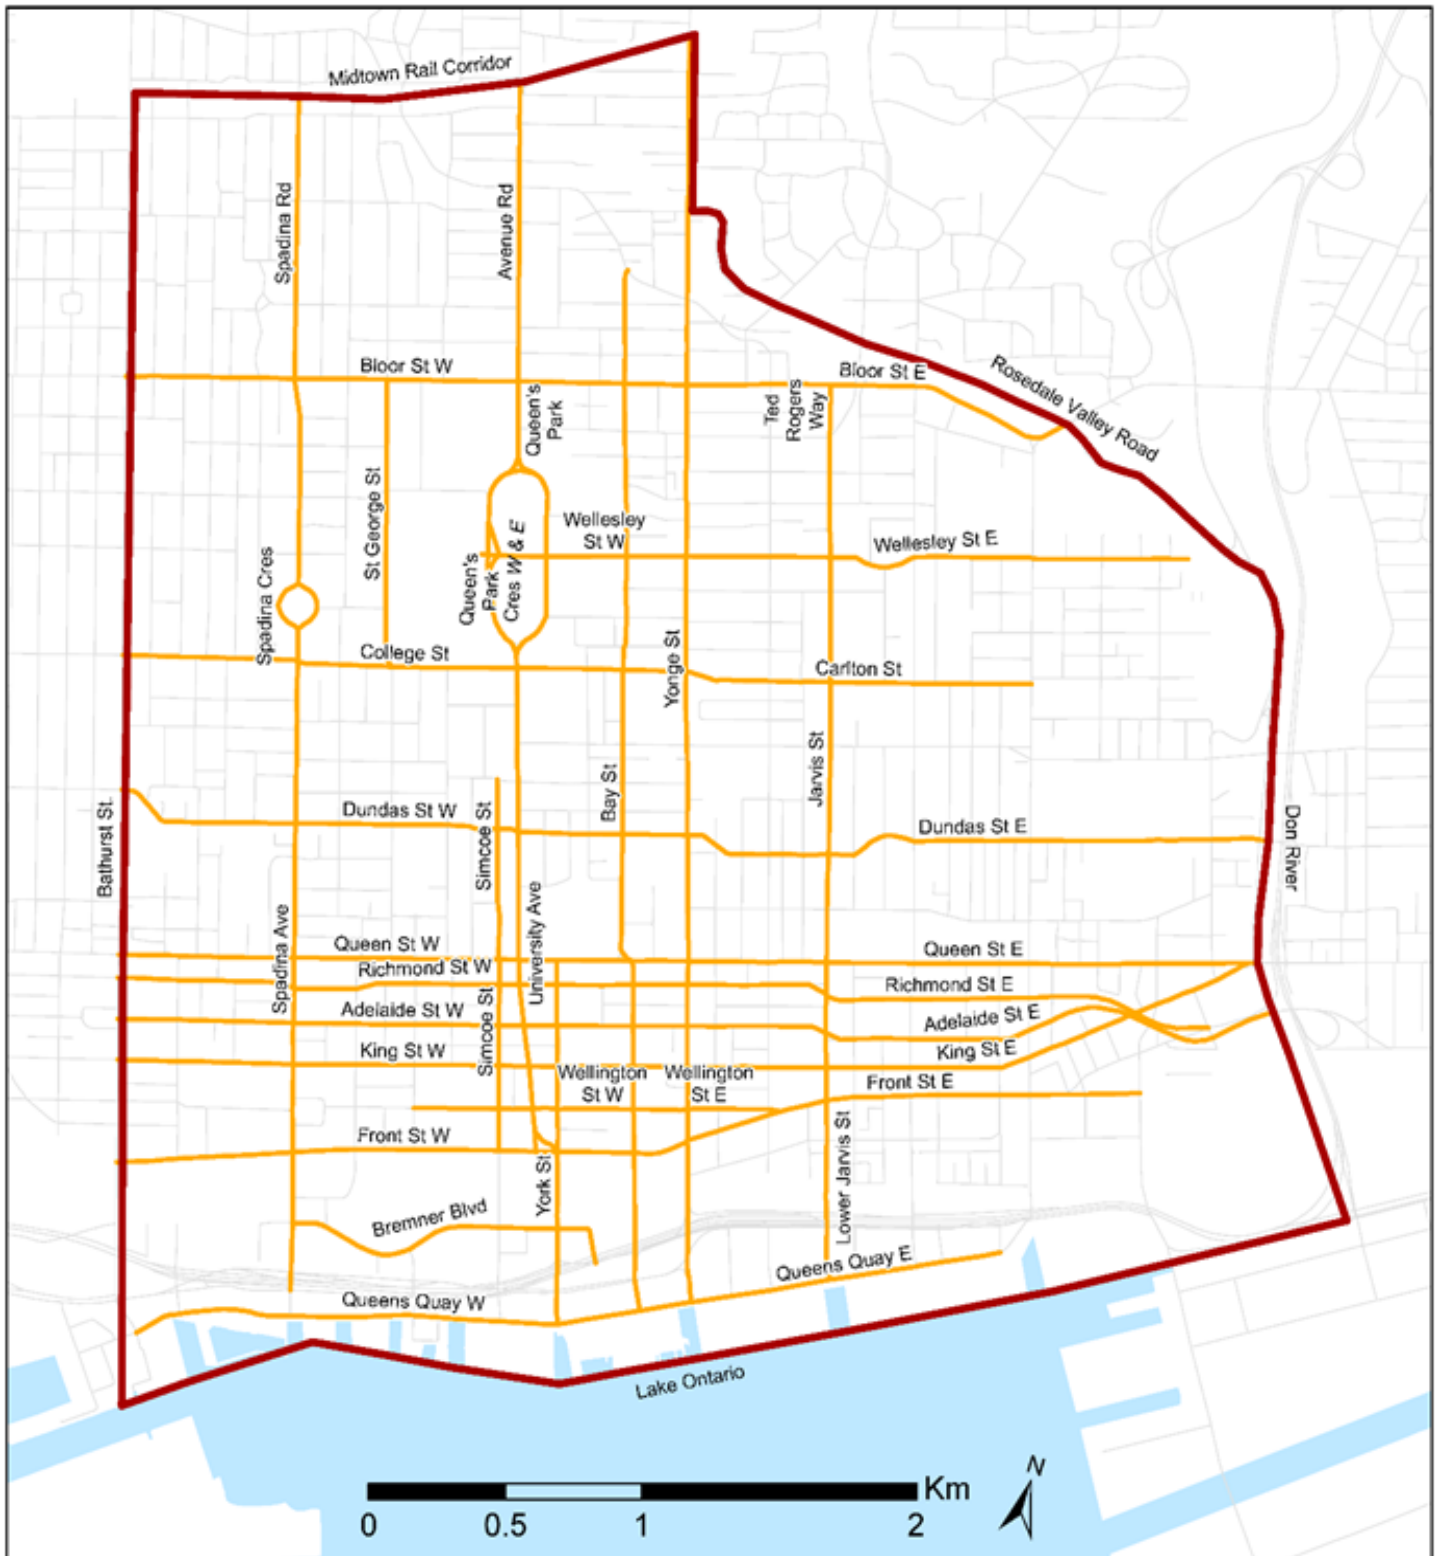 Midtown Rail Corridor
Spadina Rd
Avenue Rd
Bloor St W
Bloor St E
Rosedale Valley Road
Queen's
Park
Ted
Rogers
Way
St George St
Wellesley
St W
Wellesley St E
Queen's
Park
Cres W & E
Spadina Cres
College St
Yonge St
Carlton St
Jarvis St
Bay St
Bathurst St.
Dundas St W
Simcoe St
Dundas St E
Don River
University Ave
Spadina Ave
Queen St W
Queen St E
Richmond St W
Richmond St E
Adelaide St W
Simcoe St
Adelaide St E
King St W
King St E
Wellington
St W
Wellington
St E
Front St E
Front St W
York St
Lower Jarvis St
Bremner Blvd
Queens Quay E
Queens Quay W
Lake Ontario
N
Km
0
0.5
1
2